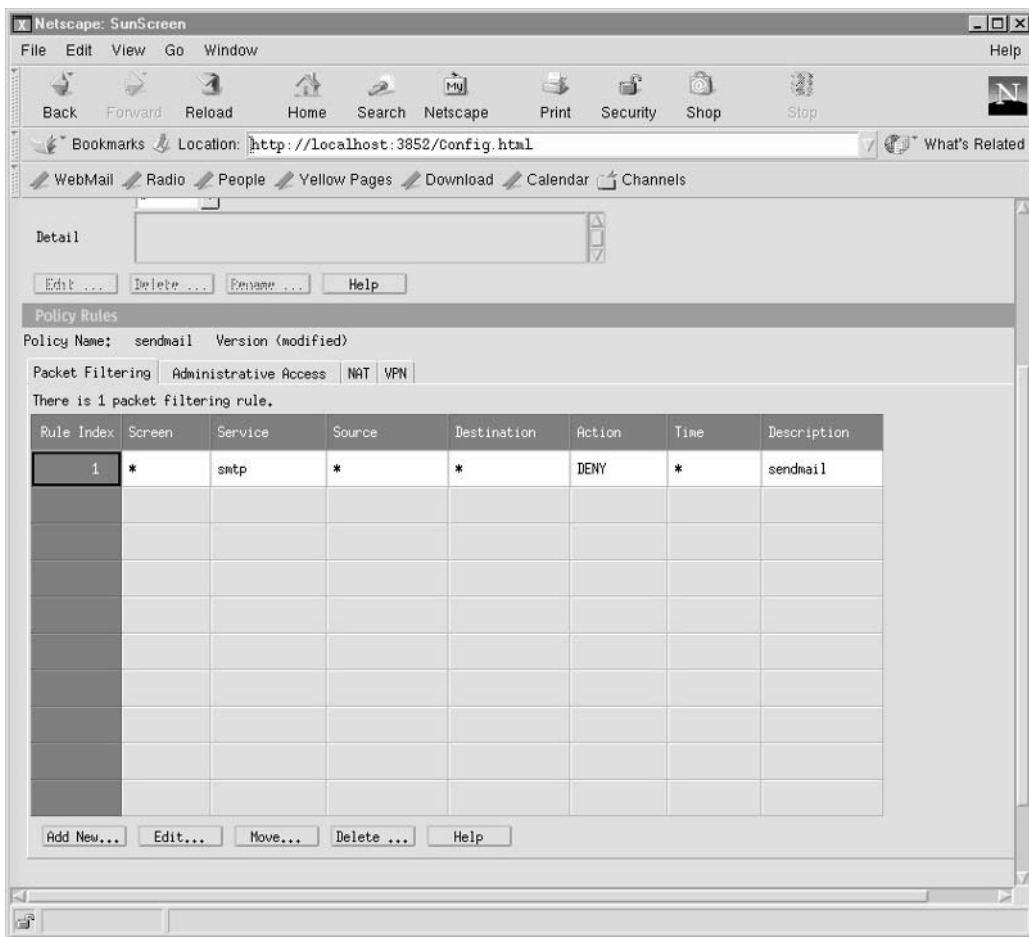 Netscape: SunScreen
File Edit View Go Window Help
Back Forward Reload Home Search Netscape Print Security Shop Stop
My
N
Bookmarks Location: http://localhost:3852/Config.html What's Related
WebMail Radio People Yellow Pages Download Calendar Channels
Detail
Edit ... Delete ... Rename ... Help
Policy Rules
Policy Name: sendmail Version (modified)
Packet Filtering Administrative Access NAT VPN
There is 1 packet filtering rule.
Rule Index Screen Service Source Destination Action Time Description
1 * smtp * * DENY * sendmail
Add New... Edit... Move... Delete ... Help